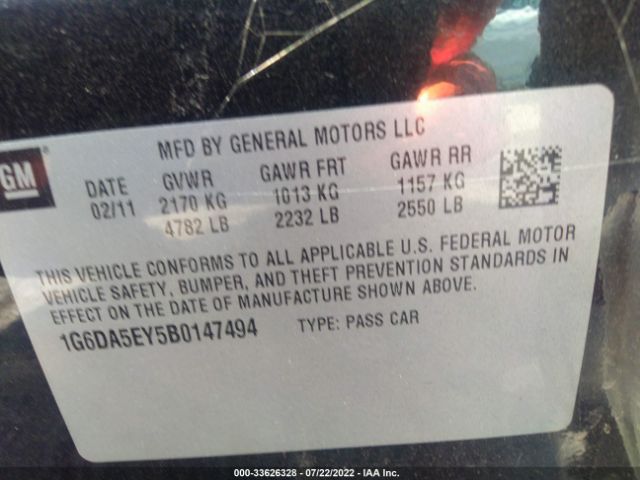 MFD BY GENERAL MOTORS LLC
GM
DATE GVWR GAWR FRT GAWR RR
02/11 2170 KG 1013 KG 1157 KG
4782 LB 2232 LB 2550 LB
THIS VEHICLE CONFORMS TO ALL APPLICABLE U.S. FEDERAL MOTOR
VEHICLE SAFETY, BUMPER, AND THEFT PREVENTION STANDARDS IN
EFFECT ON THE DATE OF MANUFACTURE SHOWN ABOVE.
1G6DA5EY5B0147494 TYPE: PASS CAR
000-33626328 - 07/22/2022 - IAA Inc.